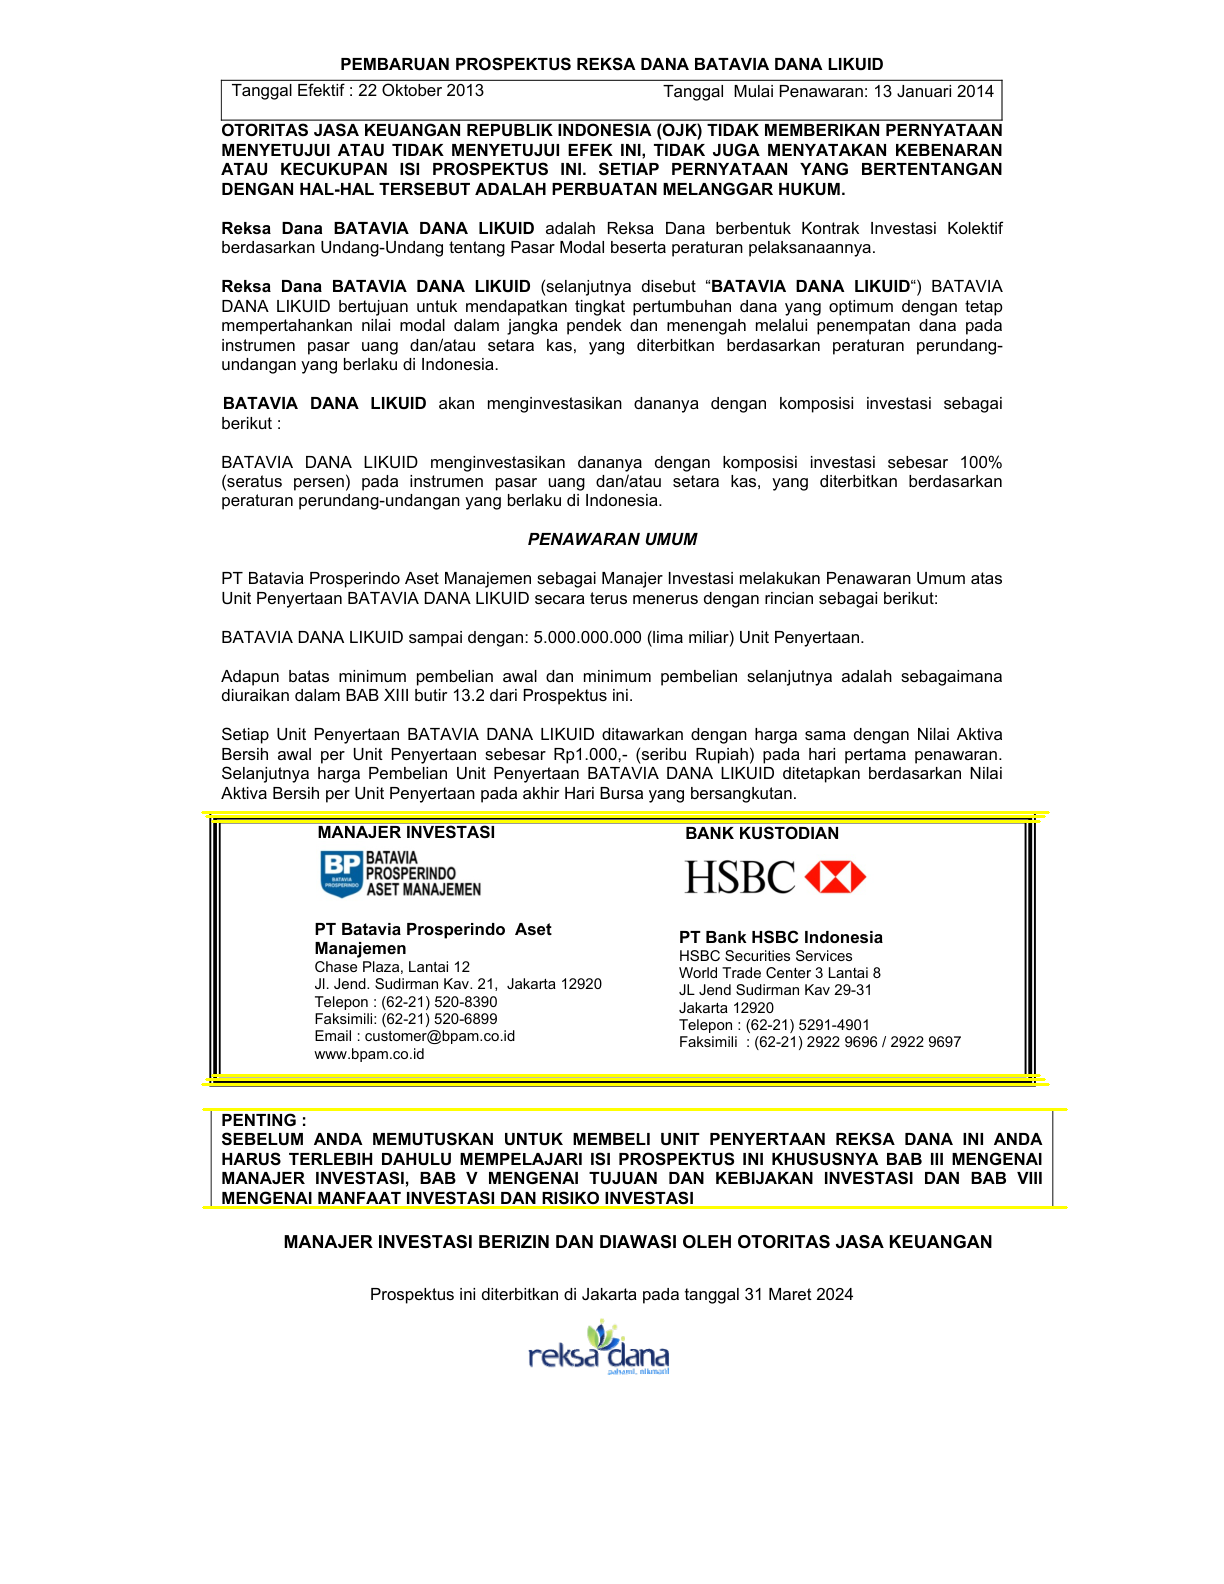 PEMBARUAN PROSPEKTUS REKSA DANA BATAVIA DANA LIKUID
Tanggal Efektif : 22 Oktober 2013 Tanggal Mulai Penawaran: 13 Januari 2014
OTORITAS JASA KEUANGAN REPUBLIK INDONESIA (OJK) TIDAK MEMBERIKAN PERNYATAAN
MENYETUJUI ATAU TIDAK MENYETUJUI EFEK INI, TIDAK JUGA MENYATAKAN KEBENARAN
ATAU KECUKUPAN ISI PROSPEKTUS INI. SETIAP PERNYATAAN YANG BERTENTANGAN
DENGAN HAL-HAL TERSEBUT ADALAH PERBUATAN MELANGGAR HUKUM.
Reksa Dana BATAVIA DANA LIKUID adalah Reksa Dana berbentuk Kontrak Investasi Kolektif
berdasarkan Undang-Undang tentang Pasar Modal beserta peraturan pelaksanaannya.
Reksa Dana BATAVIA DANA LIKUID (selanjutnya disebut “BATAVIA DANA LIKUID“) BATAVIA
DANA LIKUID bertujuan untuk mendapatkan tingkat pertumbuhan dana yang optimum dengan tetap
mempertahankan nilai modal dalam jangka pendek dan menengah melalui penempatan dana pada
instrumen pasar uang dan/atau setara kas, yang diterbitkan berdasarkan peraturan perundang-
undangan yang berlaku di Indonesia.
BATAVIA DANA LIKUID akan menginvestasikan dananya dengan komposisi investasi sebagai
berikut :
BATAVIA DANA LIKUID menginvestasikan dananya dengan komposisi investasi sebesar 100%
(seratus persen) pada instrumen pasar uang dan/atau setara kas, yang diterbitkan berdasarkan
peraturan perundang-undangan yang berlaku di Indonesia.
PENAWARAN UMUM
PT Batavia Prosperindo Aset Manajemen sebagai Manajer Investasi melakukan Penawaran Umum atas
Unit Penyertaan BATAVIA DANA LIKUID secara terus menerus dengan rincian sebagai berikut:
BATAVIA DANA LIKUID sampai dengan: 5.000.000.000 (lima miliar) Unit Penyertaan.
Adapun batas minimum pembelian awal dan minimum pembelian selanjutnya adalah sebagaimana
diuraikan dalam BAB XIII butir 13.2 dari Prospektus ini.
Setiap Unit Penyertaan BATAVIA DANA LIKUID ditawarkan dengan harga sama dengan Nilai Aktiva
Bersih awal per Unit Penyertaan sebesar Rp1.000,- (seribu Rupiah) pada hari pertama penawaran.
Selanjutnya harga Pembelian Unit Penyertaan BATAVIA DANA LIKUID ditetapkan berdasarkan Nilai
Aktiva Bersih per Unit Penyertaan pada akhir Hari Bursa yang bersangkutan.
MANAJER INVESTASI
BP
BATAVIA
PROSPERINDO
BATAVIA
PROSPERINDO
ASET MANAJEMEN
PT Batavia Prosperindo Aset
Manajemen
Chase Plaza, Lantai 12
Jl. Jend. Sudirman Kav. 21, Jakarta 12920
Telepon : (62-21) 520-8390
Faksimili: (62-21) 520-6899
Email : customer@bpam.co.id
www.bpam.co.id
BANK KUSTODIAN
HSBC
PT Bank HSBC Indonesia
HSBC Securities Services
World Trade Center 3 Lantai 8
JL Jend Sudirman Kav 29-31
Jakarta 12920
Telepon : (62-21) 5291-4901
Faksimili : (62-21) 2922 9696 / 2922 9697
PENTING :
SEBELUM ANDA MEMUTUSKAN UNTUK MEMBELI UNIT PENYERTAAN REKSA DANA INI ANDA
HARUS TERLEBIH DAHULU MEMPELAJARI ISI PROSPEKTUS INI KHUSUSNYA BAB III MENGENAI
MANAJER INVESTASI, BAB V MENGENAI TUJUAN DAN KEBIJAKAN INVESTASI DAN BAB VIII
MENGENAI MANFAAT INVESTASI DAN RISIKO INVESTASI
MANAJER INVESTASI BERIZIN DAN DIAWASI OLEH OTORITAS JASA KEUANGAN
Prospektus ini diterbitkan di Jakarta pada tanggal 31 Maret 2024
reksa dana
pahami, nikmati!